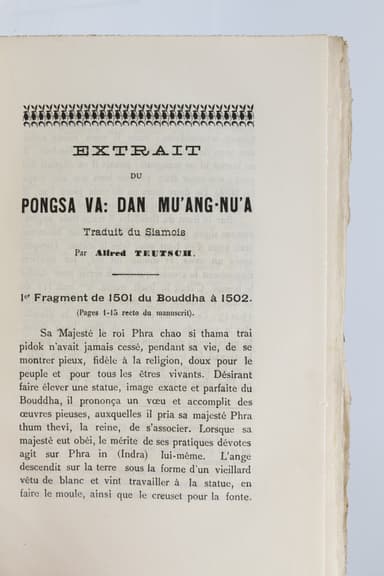 EXTRAIT
DU
PONGSA VA: DAN MU'ANG-NU'A
Traduit du Siamois
Par Alfred TEUTSCH.
1er Fragment de 1501 du Bouddha à 1502.
(Pages 1-15 recto du manuscrit).
Sa Majesté le roi Phra chao si thama trai
pidok n'avait jamais cessé, pendant sa vie, de se
montrer pieux, fidèle à la religion, doux pour le
peuple et pour tous les êtres vivants. Désirant
faire élever une statue, image exacte et parfaite du
Bouddha, il prononça un vœu et accomplit des
œuvres pieuses, auxquelles il pria sa majesté Phra
thum thevi, la reine, de s'associer. Lorsque sa
majesté eut obéi, le mérite de ses pratiques dévotes
agit sur Phra in (Indra) lui-même. L'ange
descendit sur la terre sous la forme d'un vieillard
vêtu de blanc et vint travailler à la statue, en
faire le moule, ainsi que le creuset pour la fonte.